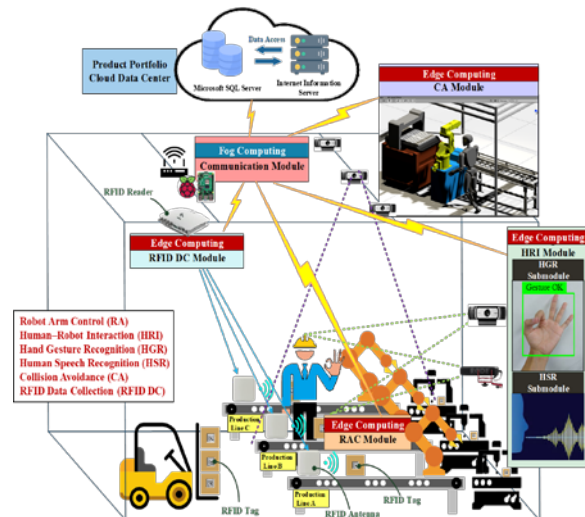 Product Portfolio
Cloud Data Center
Data Access
Microsoft SQL Server
Internet Information
Server
Edge Computing
CA Module
Fog Computing
Communication Module
RFID Reader
Edge Computing
RFID DC Module
Edge Computing
HRI Module
HGR
Submodule
Gesture OK
HSR
Submodule
Robot Arm Control (RA)
Human–Robot Interaction (HRI)
Hand Gesture Recognition (HGR)
Human Speech Recognition (HSR)
Collision Avoidance (CA)
RFID Data Collection (RFID DC)
Production
Line C
Production
Line B
Edge Computing
RAC Module
Production
Line A
RFID Tag
RFID Antenna
RFID Tag